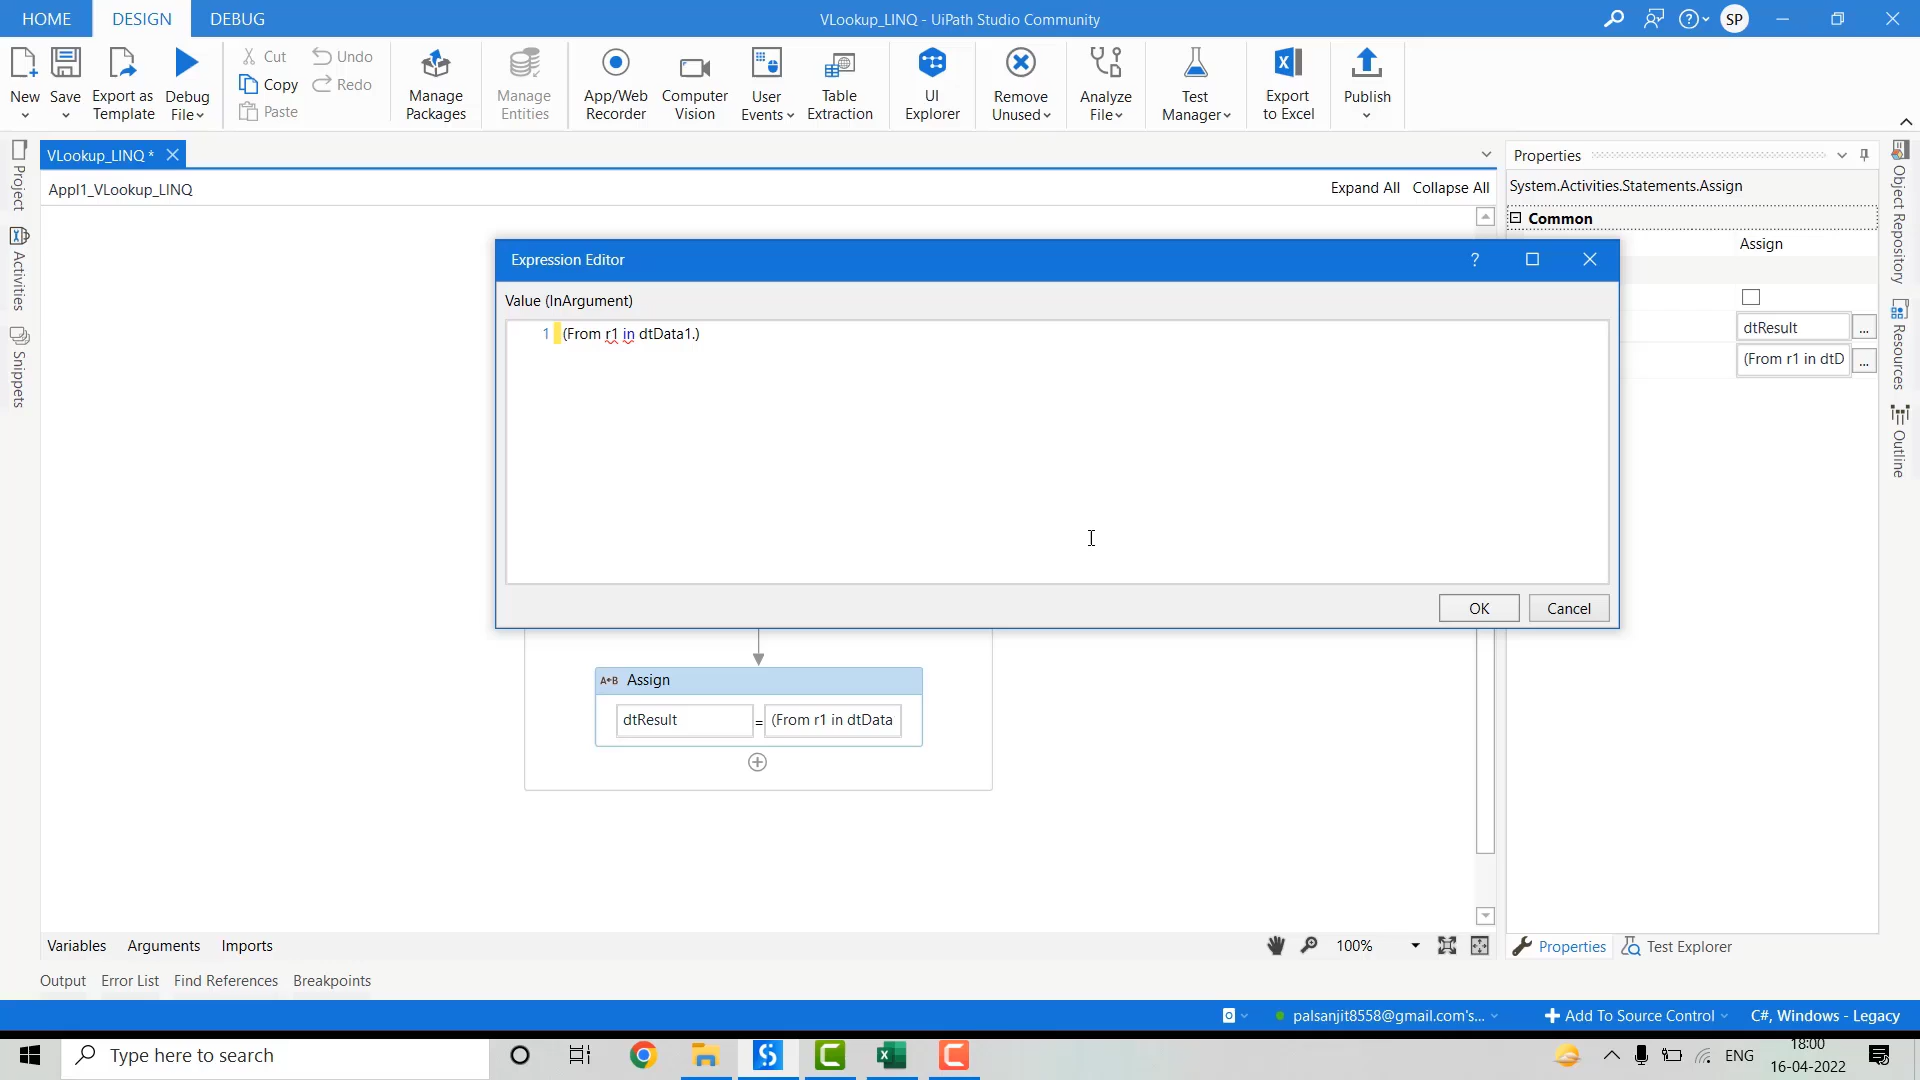 HOME DESIGN DEBUG VLookup_LINQ - UiPath Studio Community SP
New Save Export as Template Debug File Cut Copy Paste Undo Redo Manage Packages Manage Entities App/Web Recorder Computer Vision User Events Table Extraction UI Explorer Remove Unused Analyze File Test Manager Export to Excel Publish
VLookup_LINQ *
Properties
Appl1_VLookup_LINQ Expand All Collapse All
System.Activities.Statements.Assign
Common
Assign
dtResult ...
(From r1 in dtD ...
Project
Activities
Snippets
Object Repository
Resources
Outline
Expression Editor ?
Value (InArgument)
1 (From r1 in dtData1.)
OK Cancel
A+B Assign
dtResult = (From r1 in dtData
Variables Arguments Imports 100% Properties Test Explorer
Output Error List Find References Breakpoints
palsanjit8558@gmail.com's... Add To Source Control C#, Windows - Legacy
Type here to search ENG 18:00
16-04-2022